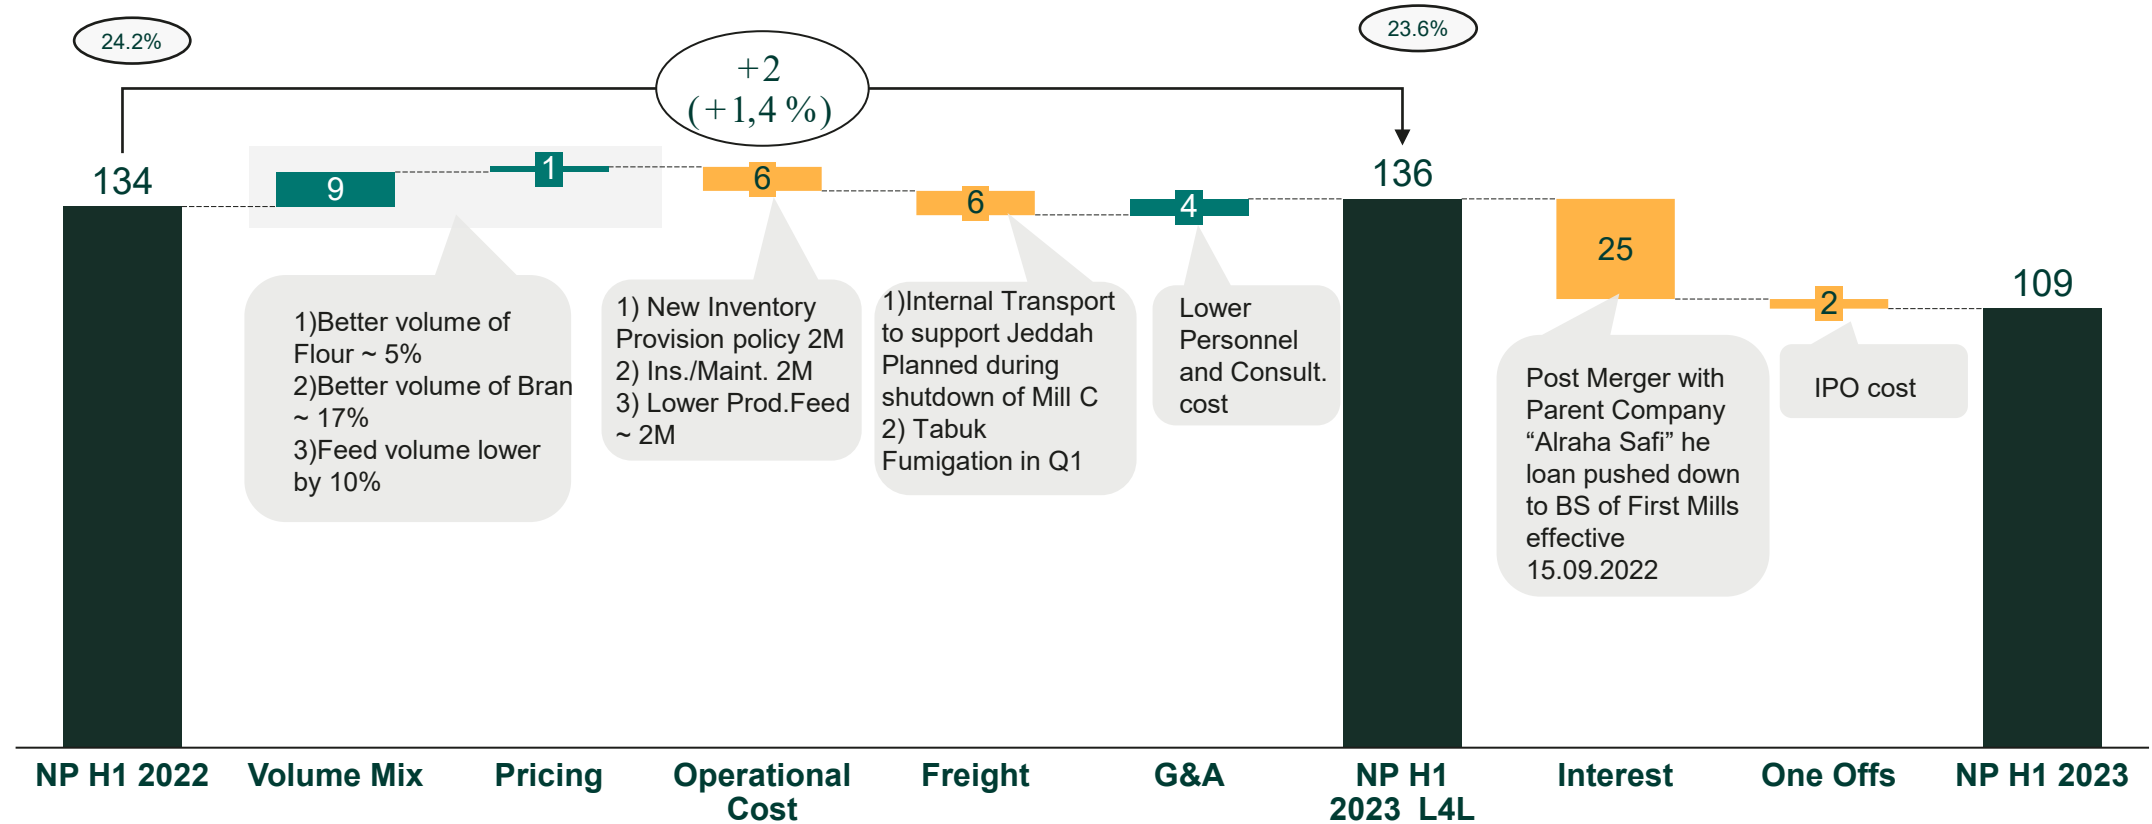 24.2%
23.6%
+2
(+1,4 %)
134
9
1
6
6
4
136
25
2
109
1)Better volume of
Flour ~ 5%
2)Better volume of Bran
~ 17%
3)Feed volume lower
by 10%
1) New Inventory
Provision policy 2M
2) Ins./Maint. 2M
3) Lower Prod.Feed
~ 2M
1)Internal Transport
to support Jeddah
Planned during
shutdown of Mill C
2) Tabuk
Fumigation in Q1
Lower
Personnel
and Consult.
cost
Post Merger with
Parent Company
“Alraha Safi” he
loan pushed down
to BS of First Mills
effective
15.09.2022
IPO cost
NP H1 2022
Volume Mix
Pricing
Operational
Cost
Freight
G&A
NP H1
2023 L4L
Interest
One Offs
NP H1 2023